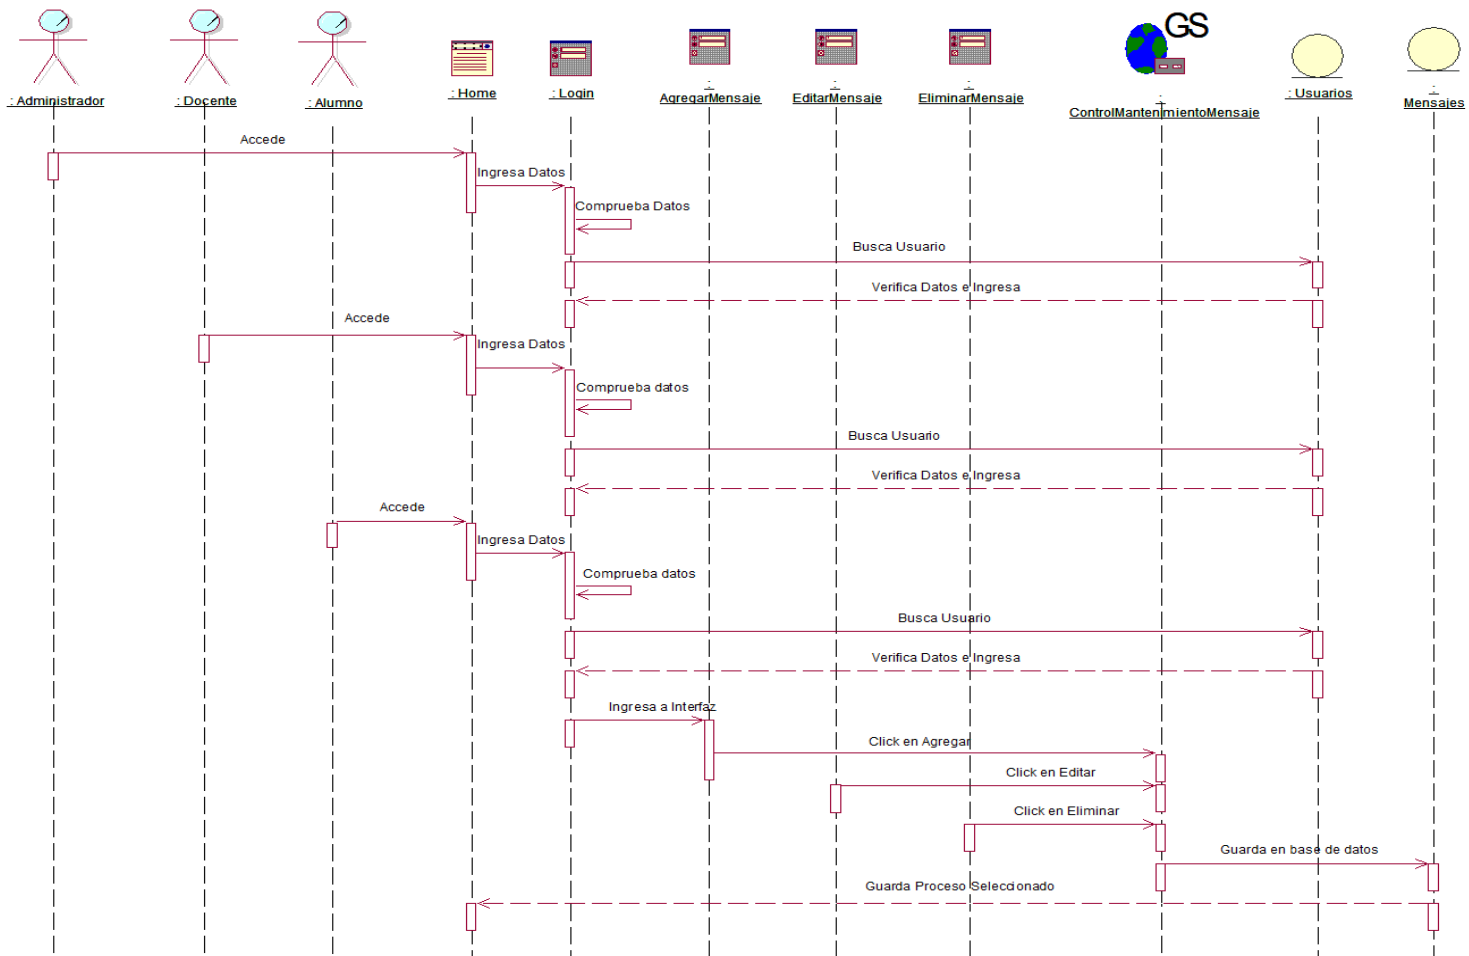 GS
: Administrador
: Docente
: Alumno
: Home
: Login
:
AgregarMensaje
:
EditarMensaje
:
EliminarMensaje
:
ControlMantenimientoMensaje
: Usuarios
:
Mensajes
Accede
Ingresa Datos
Comprueba Datos
Busca Usuario
Verifica Datos e Ingresa
Accede
Ingresa Datos
Comprueba datos
Busca Usuario
Verifica Datos e Ingresa
Accede
Ingresa Datos
Comprueba datos
Busca Usuario
Verifica Datos e Ingresa
Ingresa a Interfaz
Click en Agregar
Click en Editar
Click en Eliminar
Guarda en base de datos
Guarda Proceso Seleccionado